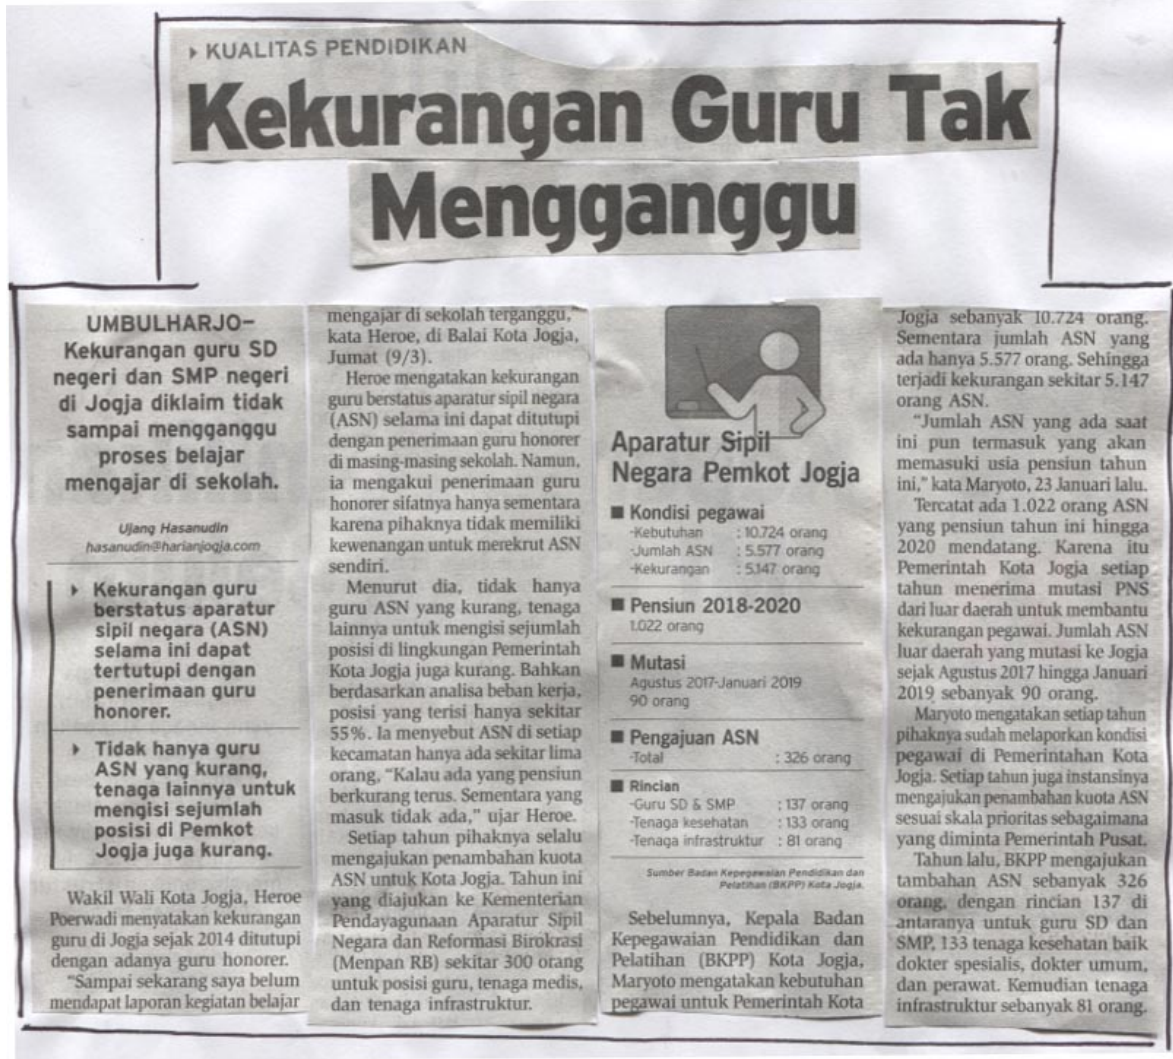 KUALITAS PENDIDIKAN
Kekurangan Guru Tak
Mengganggu
UMBULHARJO–
Kekurangan guru SD
negeri dan SMP negeri
di Jogja diklaim tidak
sampai mengganggu
proses belajar
mengajar di sekolah.
Ujang Hasanudin
hasanudin@harianjogja.com
Kekurangan guru
berstatus aparatur
sipil negara (ASN)
selama ini dapat
tertutupi dengan
penerimaan guru
honorer.
Tidak hanya guru
ASN yang kurang,
tenaga lainnya untuk
mengisi sejumlah
posisi di Pemkot
Jogja juga kurang.
Wakil Wali Kota Jogja, Heroe
Poerwadi menyatakan kekurangan
guru di Jogja sejak 2014 ditutupi
dengan adanya guru honorer.
"Sampai sekarang saya belum
mendapat laporan kegiatan belajar
mengajar di sekolah terganggu,"
kata Heroe, di Balai Kota Jogja,
Jumat (9/3).
Heroe mengatakan kekurangan
guru berstatus aparatur sipil negara
(ASN) selama ini dapat ditutupi
dengan penerimaan guru honorer
di masing-masing sekolah. Namun,
ia mengakui penerimaan guru
honorer sifatnya hanya sementara
karena pihaknya tidak memiliki
kewenangan untuk merekrut ASN
sendiri.
Menurut dia, tidak hanya
guru ASN yang kurang, tenaga
lainnya untuk mengisi sejumlah
posisi di lingkungan Pemerintah
Kota Jogja juga kurang. Bahkan
berdasarkan analisa beban kerja,
posisi yang terisi hanya sekitar
55%. Ia menyebut ASN di setiap
kecamatan hanya ada sekitar lima
orang, "Kalau ada yang pensiun
berkurang terus. Sementara yang
masuk tidak ada," ujar Heroe.
Setiap tahun pihaknya selalu
mengajukan penambahan kuota
ASN untuk Kota Jogja. Tahun ini
yang diajukan ke Kementerian
Pendayagunaan Aparatur Sipil
Negara dan Reformasi Birokrasi
(Menpan RB) sekitar 300 orang
untuk posisi guru, tenaga medis,
dan tenaga infrastruktur.
Aparatur Sipil
Negara Pemkot Jogja
Kondisi pegawai
-Kebutuhan : 10.724 orang
-Jumlah ASN : 5.577 orang
-Kekurangan : 5.147 orang
Pensiun 2018-2020
1.022 orang
Mutasi
Agustus 2017-Januari 2019
90 orang
Pengajuan ASN
-Total : 326 orang
Rincian
-Guru SD & SMP : 137 orang
-Tenaga kesehatan : 133 orang
-Tenaga infrastruktur : 81 orang
Sumber Badan Kepegawaian Pendidikan dan
Pelatihan (BKPP) Kota Jogja.
Sebelumnya, Kepala Badan
Kepegawaian Pendidikan dan
Pelatihan (BKPP) Kota Jogja,
Maryoto mengatakan kebutuhan
pegawai untuk Pemerintah Kota
Jogja sebanyak 10.724 orang.
Sementara jumlah ASN yang
ada hanya 5.577 orang. Sehingga
terjadi kekurangan sekitar 5.147
orang ASN.
"Jumlah ASN yang ada saat
ini pun termasuk yang akan
memasuki usia pensiun tahun
ini," kata Maryoto, 23 Januari lalu.
Tercatat ada 1.022 orang ASN
yang pensiun tahun ini hingga
2020 mendatang. Karena itu
Pemerintah Kota Jogja setiap
tahun menerima mutasi PNS
dari luar daerah untuk membantu
kekurangan pegawai. Jumlah ASN
luar daerah yang mutasi ke Jogja
sejak Agustus 2017 hingga Januari
2019 sebanyak 90 orang.
Maryoto mengatakan setiap tahun
pihaknya sudah melaporkan kondisi
pegawai di Pemerintahan Kota
Jogja. Setiap tahun juga instansinya
mengajukan penambahan kuota ASN
sesuai skala prioritas sebagaimana
yang diminta Pemerintah Pusat.
Tahun lalu, BKPP mengajukan
tambahan ASN sebanyak 326
orang, dengan rincian 137 di
antaranya untuk guru SD dan
SMP, 133 tenaga kesehatan baik
dokter spesialis, dokter umum,
dan perawat. Kemudian tenaga
infrastruktur sebanyak 81 orang.